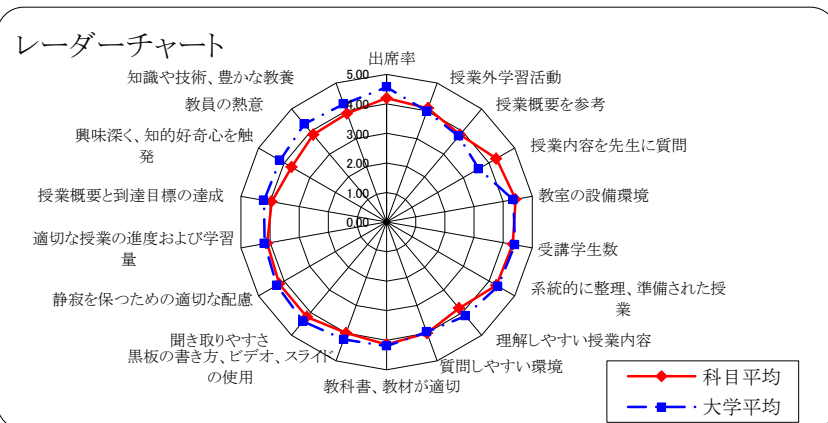 レーダーチャート
出席率
授業外学習活動
授業概要を参考
授業内容を先生に質問
教室の設備環境
受講学生数
系統的に整理、準備された授
業
理解しやすい授業内容
質問しやすい環境
教科書、教材が適切
黒板の書き方、ビデオ、スライド
の使用
聞き取りやすさ
静寂を保つための適切な配慮
適切な授業の進度および学習
量
授業概要と到達目標の達成
興味深く、知的好奇心を触
発
教員の熱意
知識や技術、豊かな教養
5.00
4.00
3.00
2.00
1.00
0.00
科目平均
大学平均